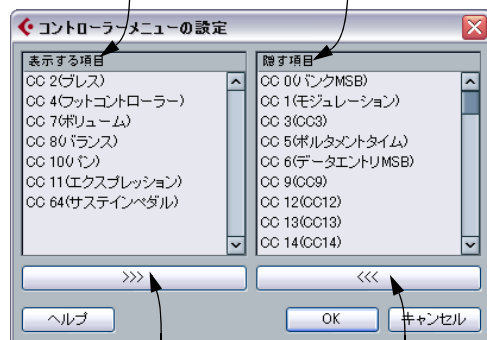 コントローラーメニューの設定
表示する項目
CC 2(ブレス)
CC 4(フットコントローラー)
CC 7(ボリューム)
CC 8(バランス)
CC 10(パン)
CC 11(エクスプレッション)
CC 64(サステインペダル)
>>>
隠す項目
CC 0(バンクMSB)
CC 1(モジュレーション)
CC 3(CC3)
CC 5(ポルタメントタイム)
CC 6(データエントリMSB)
CC 9(CC9)
CC 12(CC12)
CC 13(CC13)
CC 14(CC14)
<<<
ヘルプ
OK
キャンセル